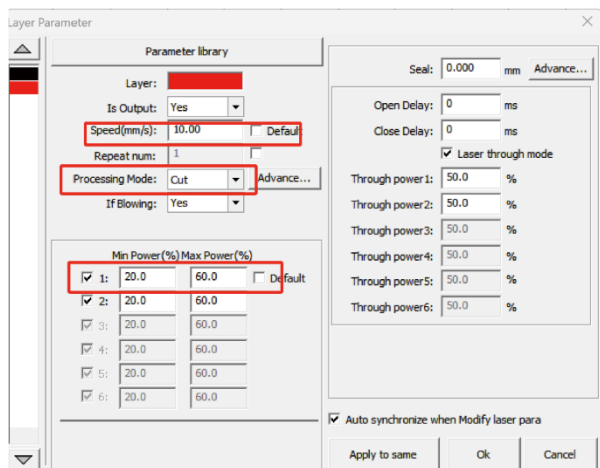 Layer Parameter
Parameter library
Layer:
Is Output: Yes
Speed(mm/s): 10.00 Default
Repeat num: 1
Processing Mode: Cut Advance...
If Blowing: Yes
Min Power(%) Max Power(%)
1: 20.0 60.0 Default
2: 20.0 60.0
3: 20.0 60.0
4: 20.0 60.0
5: 20.0 60.0
6: 20.0 60.0
Seal: 0.000 mm Advance...
Open Delay: 0 ms
Close Delay: 0 ms
Laser through mode
Through power1: 50.0 %
Through power2: 50.0 %
Through power3: 50.0 %
Through power4: 50.0 %
Through power5: 50.0 %
Through power6: 50.0 %
Auto synchronize when Modify laser para
Apply to same Ok Cancel